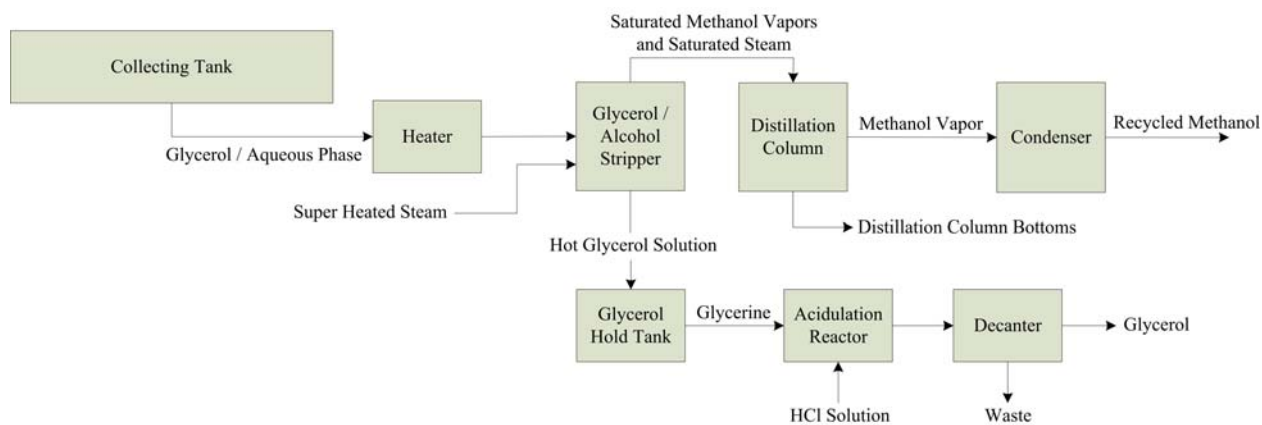 Saturated Methanol Vapors
and Saturated Steam
Collecting Tank
Glycerol / Aqueous Phase
Heater
Glycerol /
Alcohol
Stripper
Super Heated Steam
Distillation
Column
Methanol Vapor
Condenser
Recycled Methanol
Distillation Column Bottoms
Hot Glycerol Solution
Glycerol
Hold Tank
Glycerine
Acidulation
Reactor
Decanter
Glycerol
HCl Solution
Waste